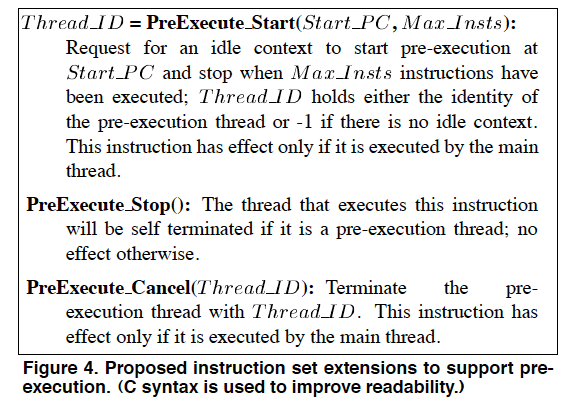 Thread_ID = PreExecute_Start(Start_PC, Max_Insts):
Request for an idle context to start pre-execution at
Start_PC and stop when Max_Insts instructions have
been executed; Thread_ID holds either the identity of
the pre-execution thread or -1 if there is no idle context.
This instruction has effect only if it is executed by the main
thread.
PreExecute_Stop(): The thread that executes this instruction
will be self terminated if it is a pre-execution thread; no
effect otherwise.
PreExecute_Cancel(Thread_ID): Terminate the pre-
execution thread with Thread_ID. This instruction has
effect only if it is executed by the main thread.
Figure 4. Proposed instruction set extensions to support pre-
execution. (C syntax is used to improve readability.)